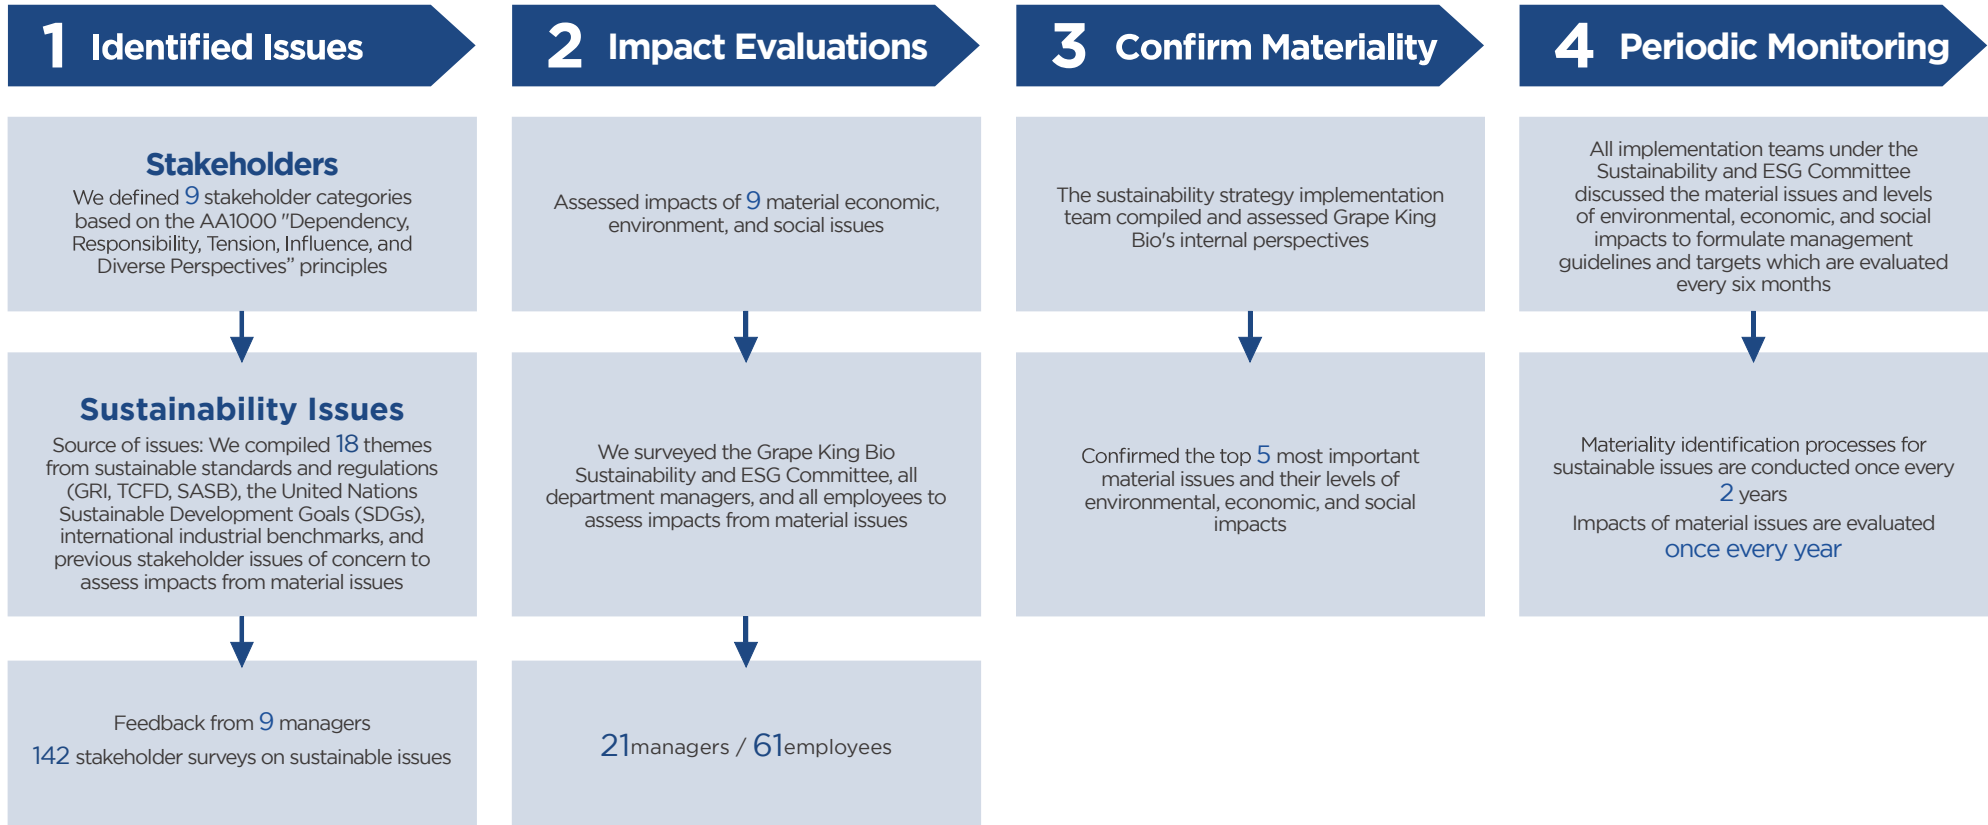 1 Identified Issues
Stakeholders
We defined 9 stakeholder categories
based on the AA1000 "Dependency,
Responsibility, Tension, Influence, and
Diverse Perspectives” principles
Sustainability Issues
Source of issues: We compiled 18 themes
from sustainable standards and regulations
(GRI, TCFD, SASB), the United Nations
Sustainable Development Goals (SDGs),
international industrial benchmarks, and
previous stakeholder issues of concern to
assess impacts from material issues
Feedback from 9 managers
142 stakeholder surveys on sustainable issues
2 Impact Evaluations
Assessed impacts of 9 material economic,
environment, and social issues
We surveyed the Grape King Bio
Sustainability and ESG Committee, all
department managers, and all employees to
assess impacts from material issues
21managers / 61employees
3 Confirm Materiality
The sustainability strategy implementation
team compiled and assessed Grape King
Bio's internal perspectives
Confirmed the top 5 most important
material issues and their levels of
environmental, economic, and social
impacts
4 Periodic Monitoring
All implementation teams under the
Sustainability and ESG Committee
discussed the material issues and levels
of environmental, economic, and social
impacts to formulate management
guidelines and targets which are evaluated
every six months
Materiality identification processes for
sustainable issues are conducted once every
2 years
Impacts of material issues are evaluated
once every year